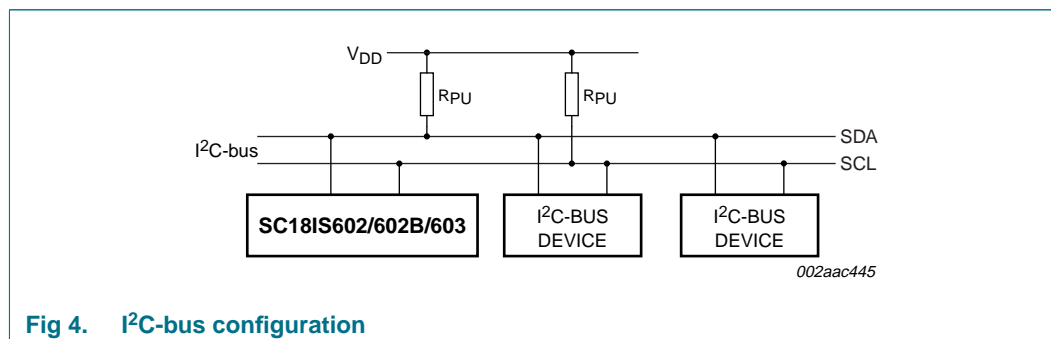 VDD
RPU RPU
SDA
I2C-bus
SCL
SC18IS602/602B/603
I2C-BUS DEVICE
I2C-BUS DEVICE
002aac445
Fig 4. I2C-bus configuration